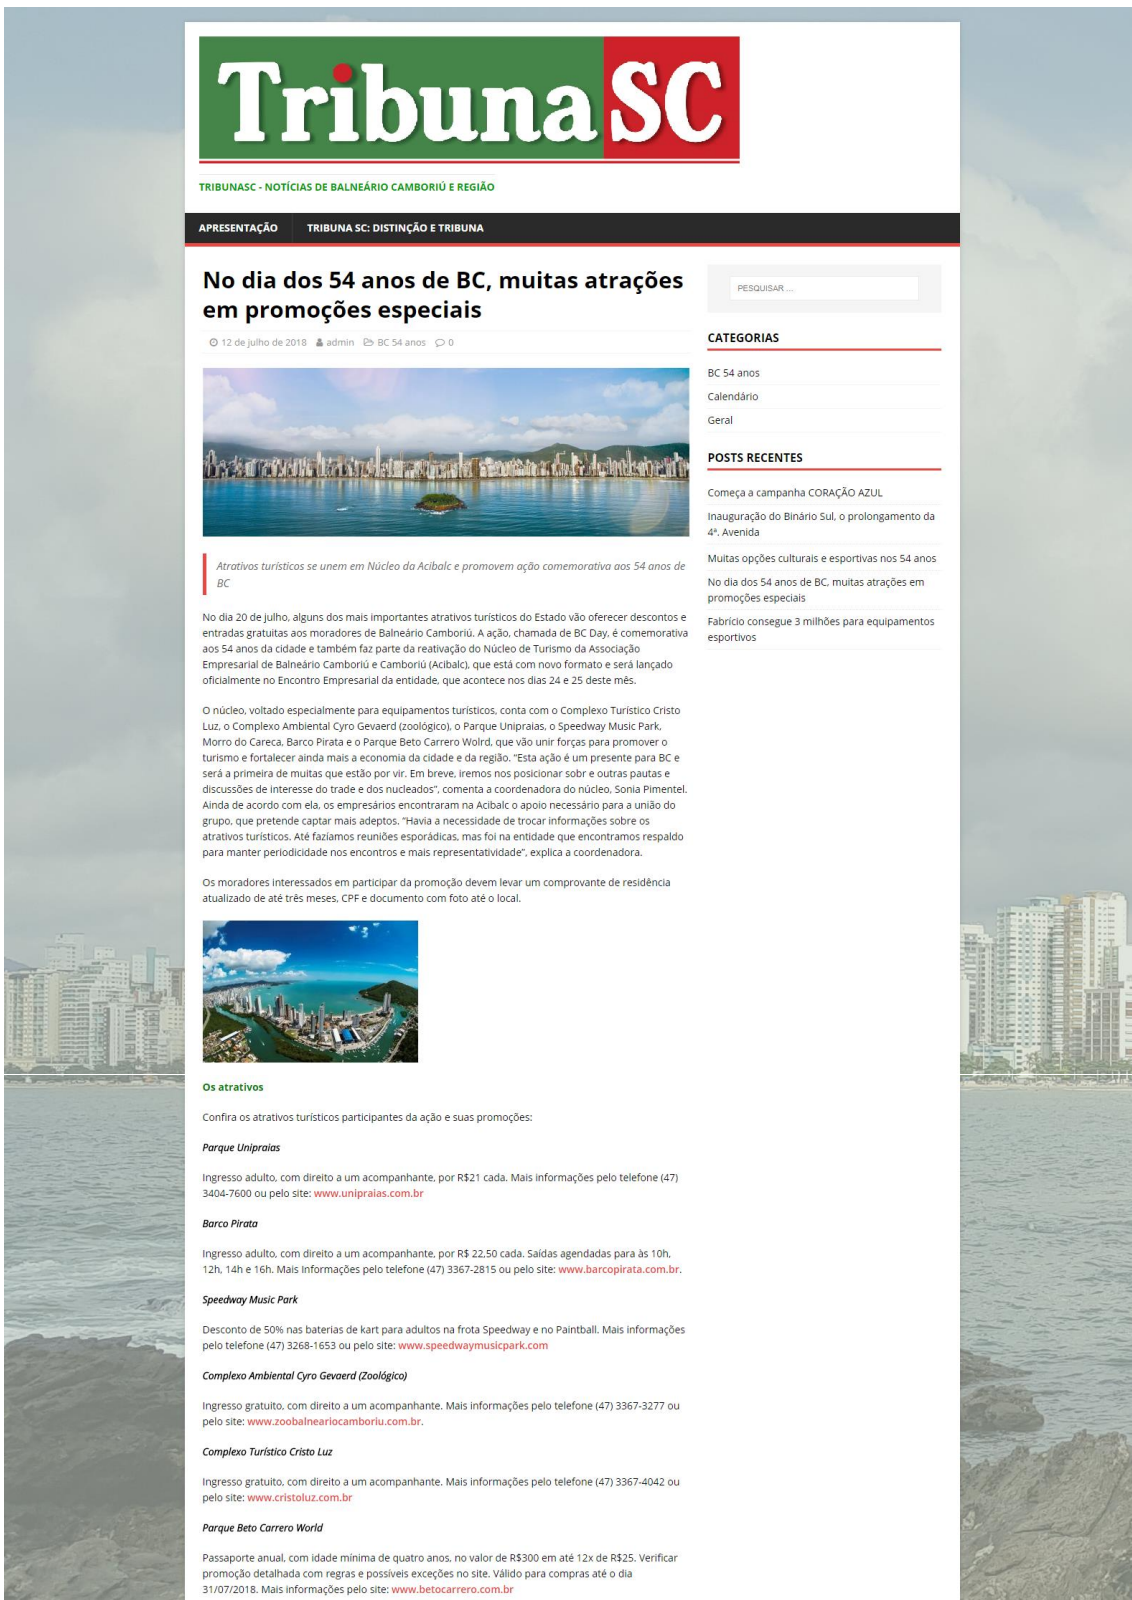 TribunaSC
TRIBUNASC - NOTÍCIAS DE BALNEÁRIO CAMBORIÚ E REGIÃO
APRESENTAÇÃO
TRIBUNA SC: DISTINÇÃO E TRIBUNA
No dia dos 54 anos de BC, muitas atrações
em promoções especiais
12 de julho de 2018 admin BC 54 anos 0
Atrativos turísticos se unem em Núcleo da Acibalc e promovem ação comemorativa aos 54 anos de
BC
No dia 20 de julho, alguns dos mais importantes atrativos turísticos do Estado vão oferecer descontos e
entradas gratuitas aos moradores de Balneário Camboriú. A ação, chamada de BC Day, é comemorativa
aos 54 anos da cidade e também faz parte da reativação do Núcleo de Turismo da Associação
Empresarial de Balneário Camboriú e Camboriú (Acibalc), que está com novo formato e será lançado
oficialmente no Encontro Empresarial da entidade, que acontece nos dias 24 e 25 deste mês.
O núcleo, voltado especialmente para equipamentos turísticos, conta com o Complexo Turístico Cristo
Luz, o Complexo Ambiental Cyro Gevaerd (zoológico), o Parque Unipraias, o Speedway Music Park,
Morro do Careca, Barco Pirata e o Parque Beto Carrero Wolrd, que vão unir forças para promover o
turismo e fortalecer ainda mais a economia da cidade e da região. “Esta ação é um presente para BC e
será a primeira de muitas que estão por vir. Em breve, iremos nos posicionar sobr e outras pautas e
discussões de interesse do trade e dos nucleados”, comenta a coordenadora do núcleo, Sonia Pimentel.
Ainda de acordo com ela, os empresários encontraram na Acibalc o apoio necessário para a união do
grupo, que pretende captar mais adeptos. “Havia a necessidade de trocar informações sobre os
atrativos turísticos. Até fazíamos reuniões esporádicas, mas foi na entidade que encontramos respaldo
para manter periodicidade nos encontros e mais representatividade”, explica a coordenadora.
Os moradores interessados em participar da promoção devem levar um comprovante de residência
atualizado de até três meses, CPF e documento com foto até o local.
Os atrativos
Confira os atrativos turísticos participantes da ação e suas promoções:
Parque Unipraias
Ingresso adulto, com direito a um acompanhante, por R$21 cada. Mais informações pelo telefone (47)
3404-7600 ou pelo site: www.unipraias.com.br
Barco Pirata
Ingresso adulto, com direito a um acompanhante, por R$ 22,50 cada. Saídas agendadas para às 10h,
12h, 14h e 16h. Mais Informações pelo telefone (47) 3367-2815 ou pelo site: www.barcopirata.com.br.
Speedway Music Park
Desconto de 50% nas baterias de kart para adultos na frota Speedway e no Paintball. Mais informações
pelo telefone (47) 3268-1653 ou pelo site: www.speedwaymusicpark.com
Complexo Ambiental Cyro Gevaerd (Zoológico)
Ingresso gratuito, com direito a um acompanhante. Mais informações pelo telefone (47) 3367-3277 ou
pelo site: www.zoobalneariocamboriu.com.br.
Complexo Turístico Cristo Luz
Ingresso gratuito, com direito a um acompanhante. Mais informações pelo telefone (47) 3367-4042 ou
pelo site: www.cristoluz.com.br
Parque Beto Carrero World
Passaporte anual, com idade mínima de quatro anos, no valor de R$300 em até 12x de R$25. Verificar
promoção detalhada com regras e possíveis exceções no site. Válido para compras até o dia
31/07/2018. Mais informações pelo site: www.betocarrero.com.br
PESQUISAR ...
CATEGORIAS
BC 54 anos
Calendário
Geral
POSTS RECENTES
Começa a campanha CORAÇÃO AZUL
Inauguração do Binário Sul, o prolongamento da
4ª. Avenida
Muitas opções culturais e esportivas nos 54 anos
No dia dos 54 anos de BC, muitas atrações em
promoções especiais
Fabrício consegue 3 milhões para equipamentos
esportivos